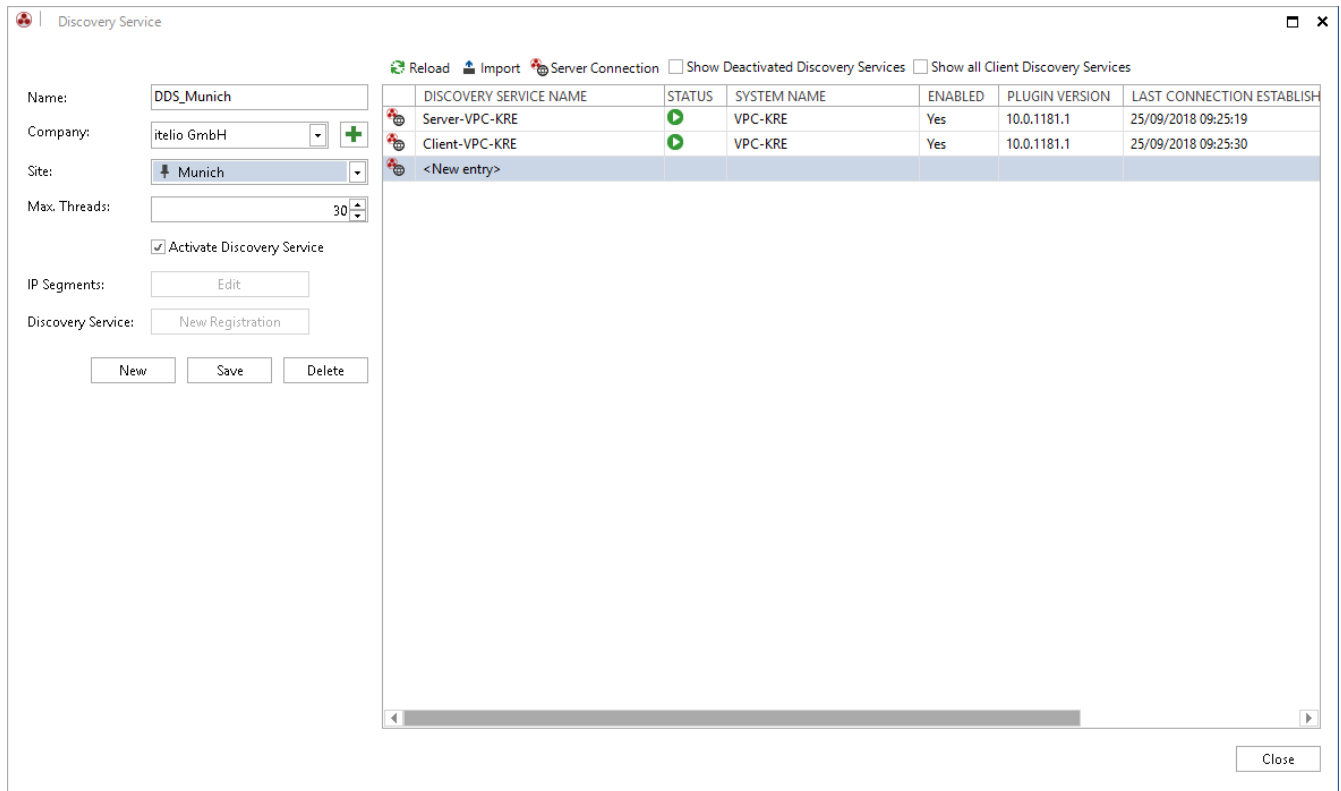 Discovery Service
Reload Import Server Connection Show Deactivated Discovery Services Show all Client Discovery Services
Name: DDS_Munich
Company: itelio GmbH
Site: Munich
Max. Threads: 30
Activate Discovery Service
IP Segments: Edit
Discovery Service: New Registration
New Save Delete
DISCOVERY SERVICE NAME STATUS SYSTEM NAME ENABLED PLUGIN VERSION LAST CONNECTION ESTABLISH
Server-VPC-KRE VPC-KRE Yes 10.0.1181.1 25/09/2018 09:25:19
Client-VPC-KRE VPC-KRE Yes 10.0.1181.1 25/09/2018 09:25:30
<New entry>
Close